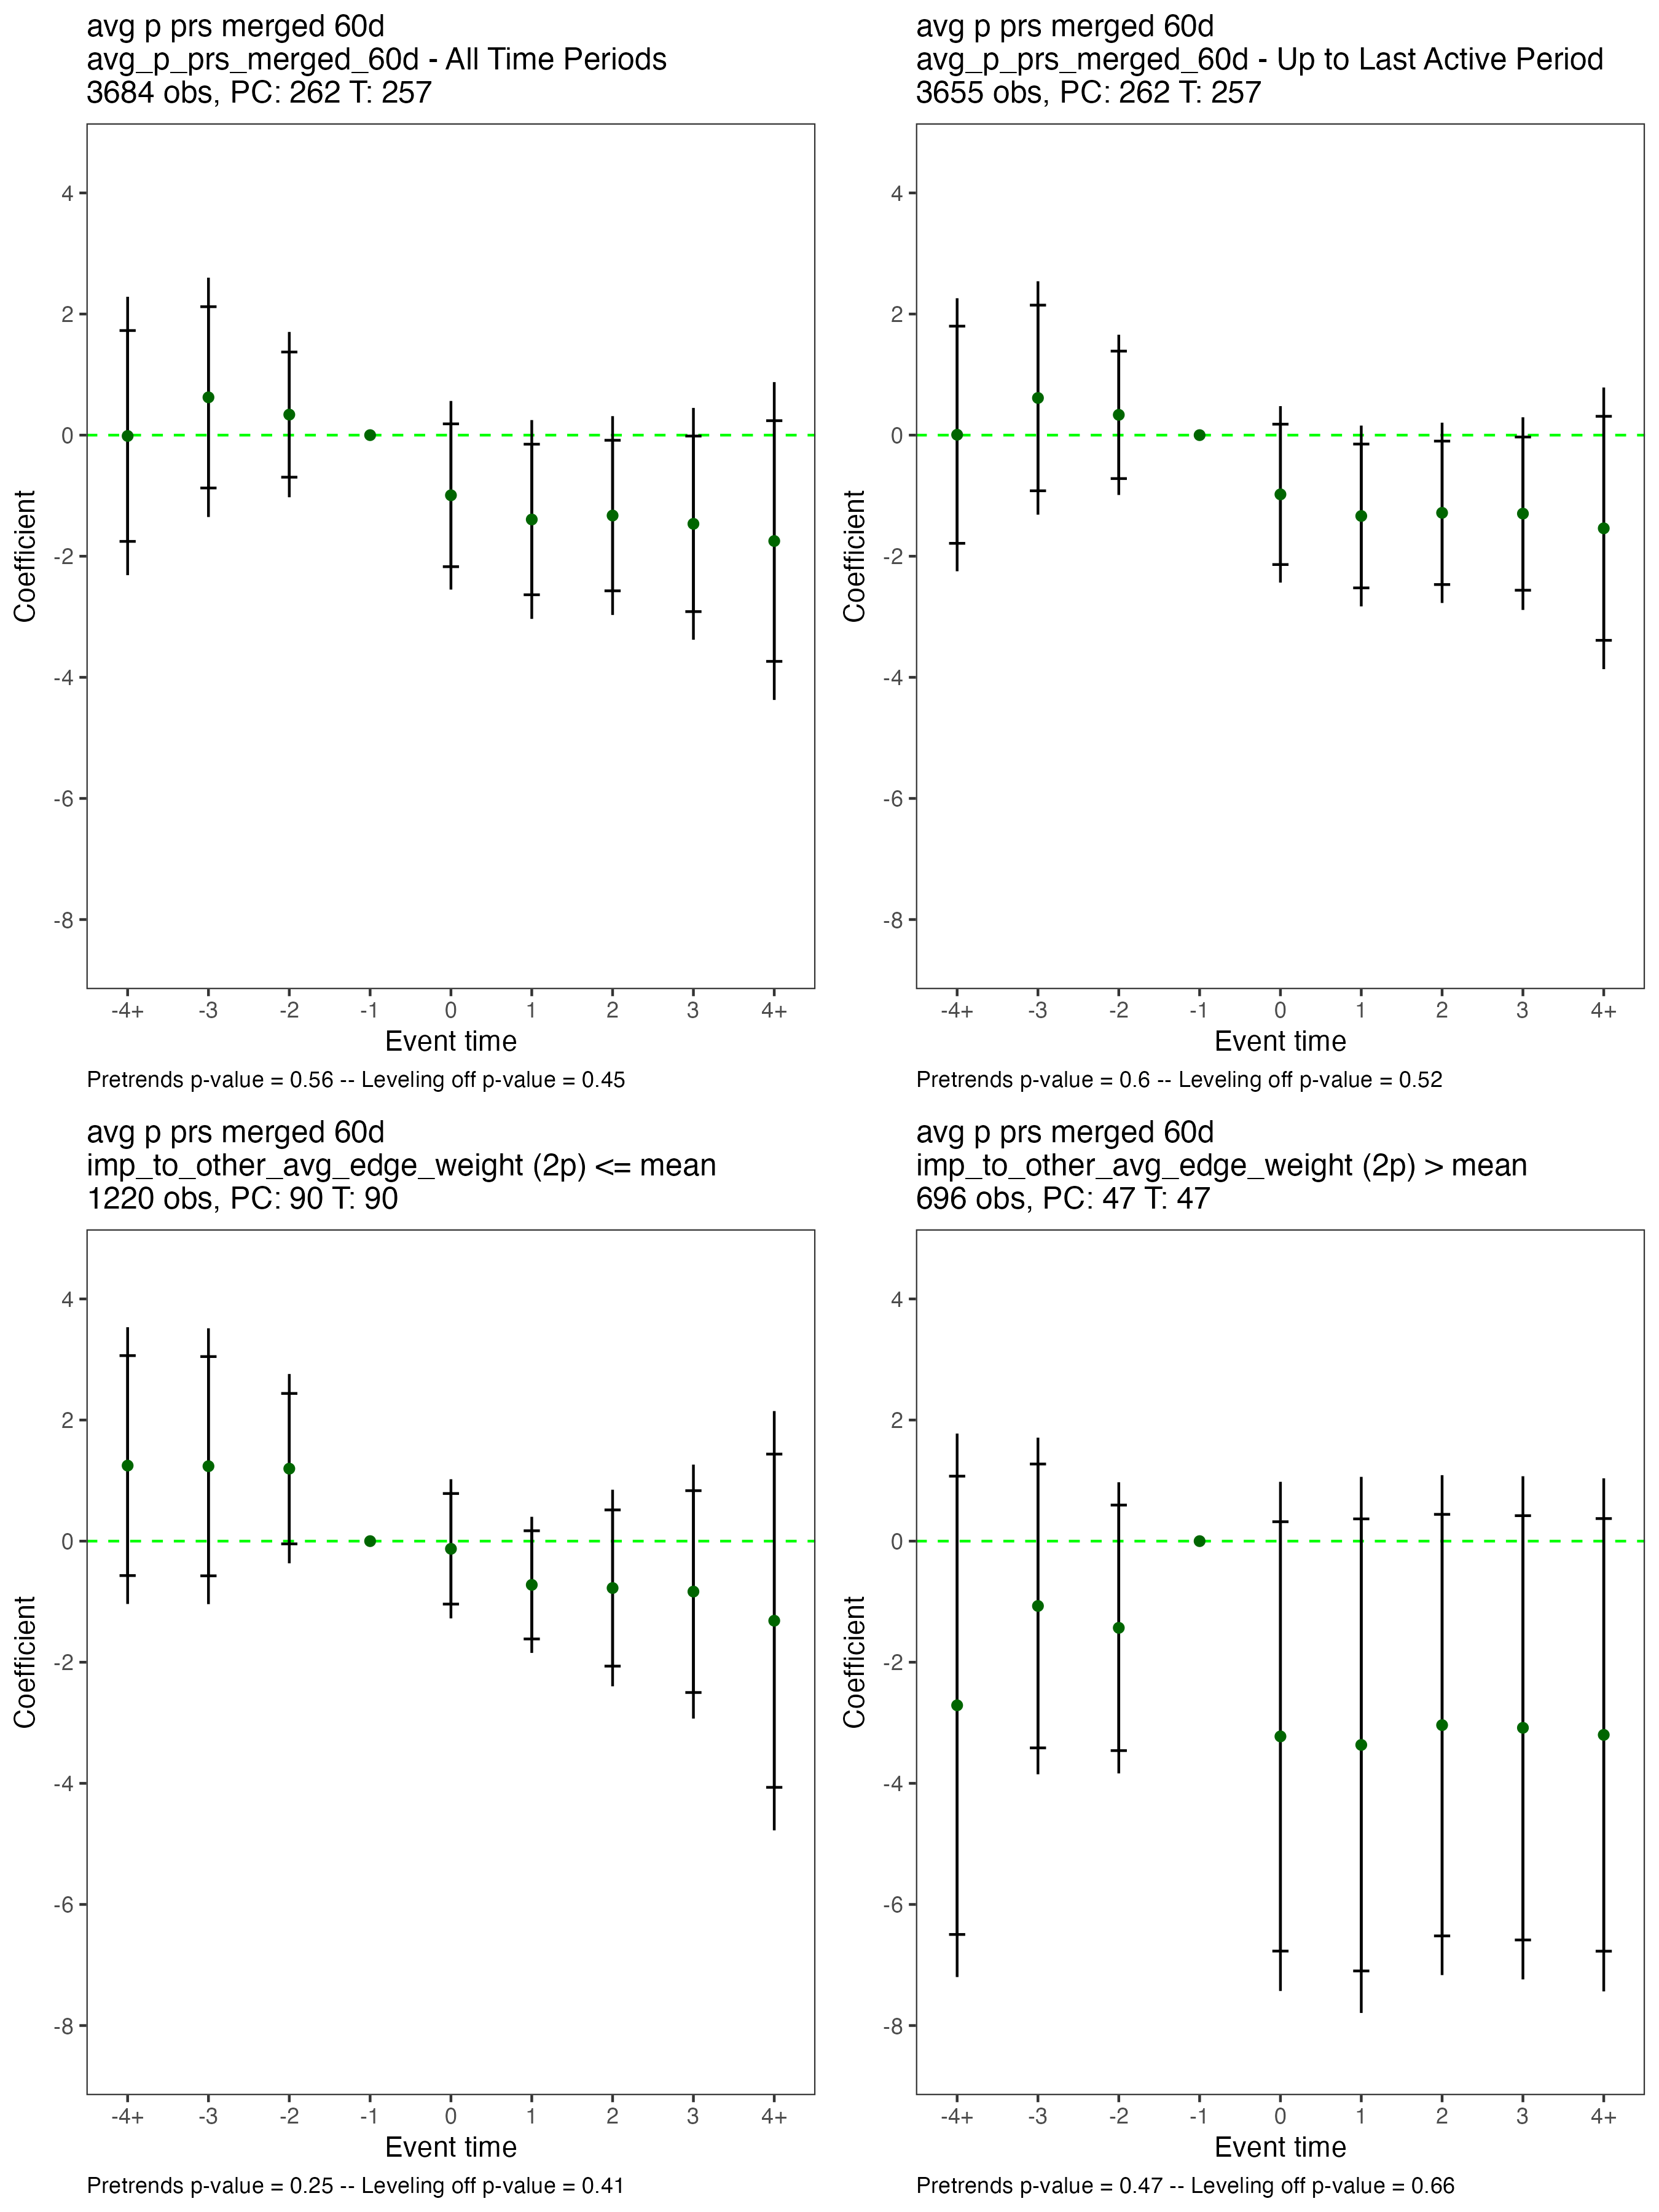 avg p prs merged 60d
avg_p_prs_merged_60d - All Time Periods
3684 obs, PC: 262 T: 257
4
2
0
-2
-4
-6
-8
Coefficient
-4+ -3 -2 -1 0 1 2 3 4+
Event time
Pretrends p-value = 0.56 -- Leveling off p-value = 0.45
avg p prs merged 60d
avg_p_prs_merged_60d - Up to Last Active Period
3655 obs, PC: 262 T: 257
4
2
0
-2
-4
-6
-8
Coefficient
-4+ -3 -2 -1 0 1 2 3 4+
Event time
Pretrends p-value = 0.6 -- Leveling off p-value = 0.52
avg p prs merged 60d
imp_to_other_avg_edge_weight (2p) <= mean
1220 obs, PC: 90 T: 90
4
2
0
-2
-4
-6
-8
Coefficient
-4+ -3 -2 -1 0 1 2 3 4+
Event time
Pretrends p-value = 0.25 -- Leveling off p-value = 0.41
avg p prs merged 60d
imp_to_other_avg_edge_weight (2p) > mean
696 obs, PC: 47 T: 47
4
2
0
-2
-4
-6
-8
Coefficient
-4+ -3 -2 -1 0 1 2 3 4+
Event time
Pretrends p-value = 0.47 -- Leveling off p-value = 0.66